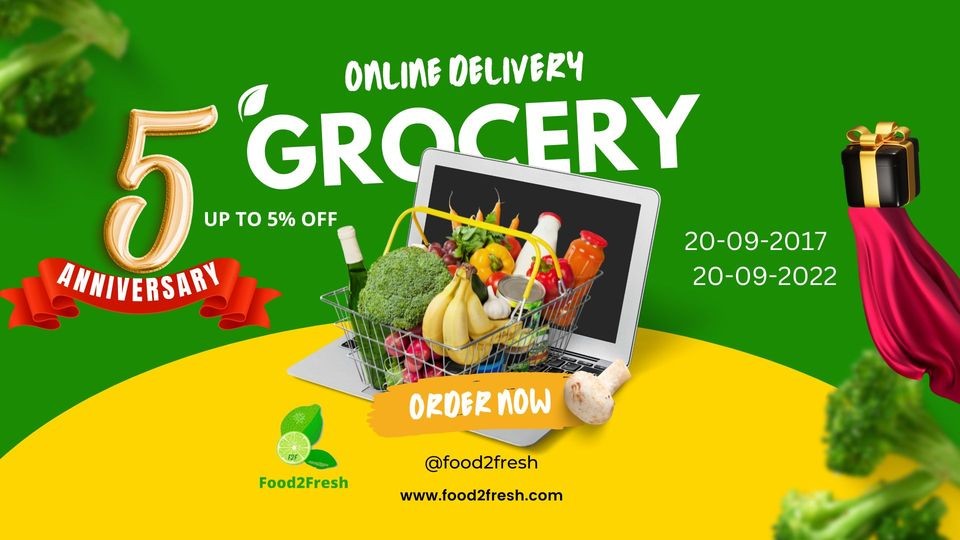 ONLINE DELIVERY
GROCERY
5
ANNIVERSARY
UP TO 5% OFF
20-09-2017
20-09-2022
ORDER NOW
F2F
Food2Fresh
@food2fresh
www.food2fresh.com